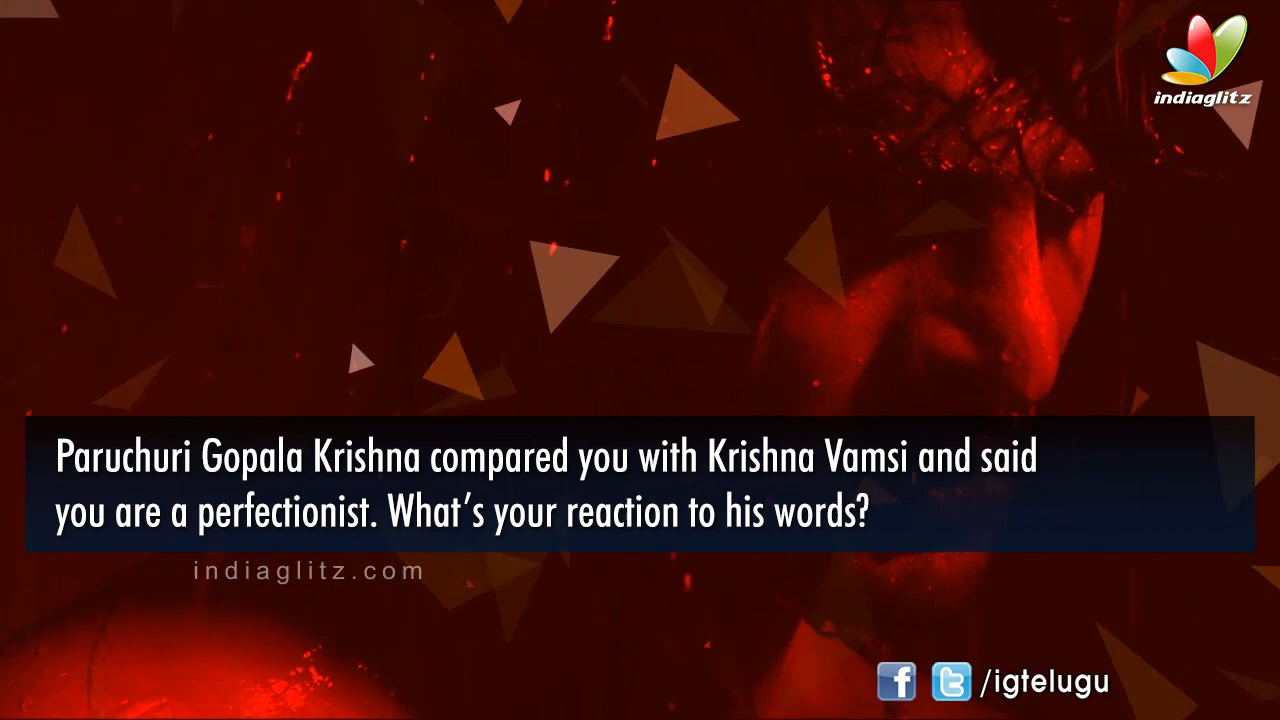 indiaglitz
Paruchuri Gopala Krishna compared you with Krishna Vamsi and said
you are a perfectionist. What's your reaction to his words?
indiaglitz.com
f t /igtelugu